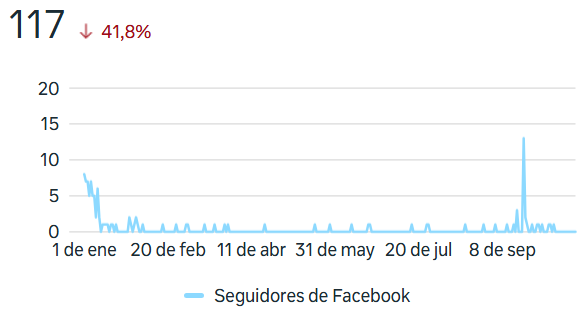 117 ↓ 41,8%
20
15
10
5
0
1 de ene 20 de feb 11 de abr 31 de may 20 de jul 8 de sep
Seguidores de Facebook